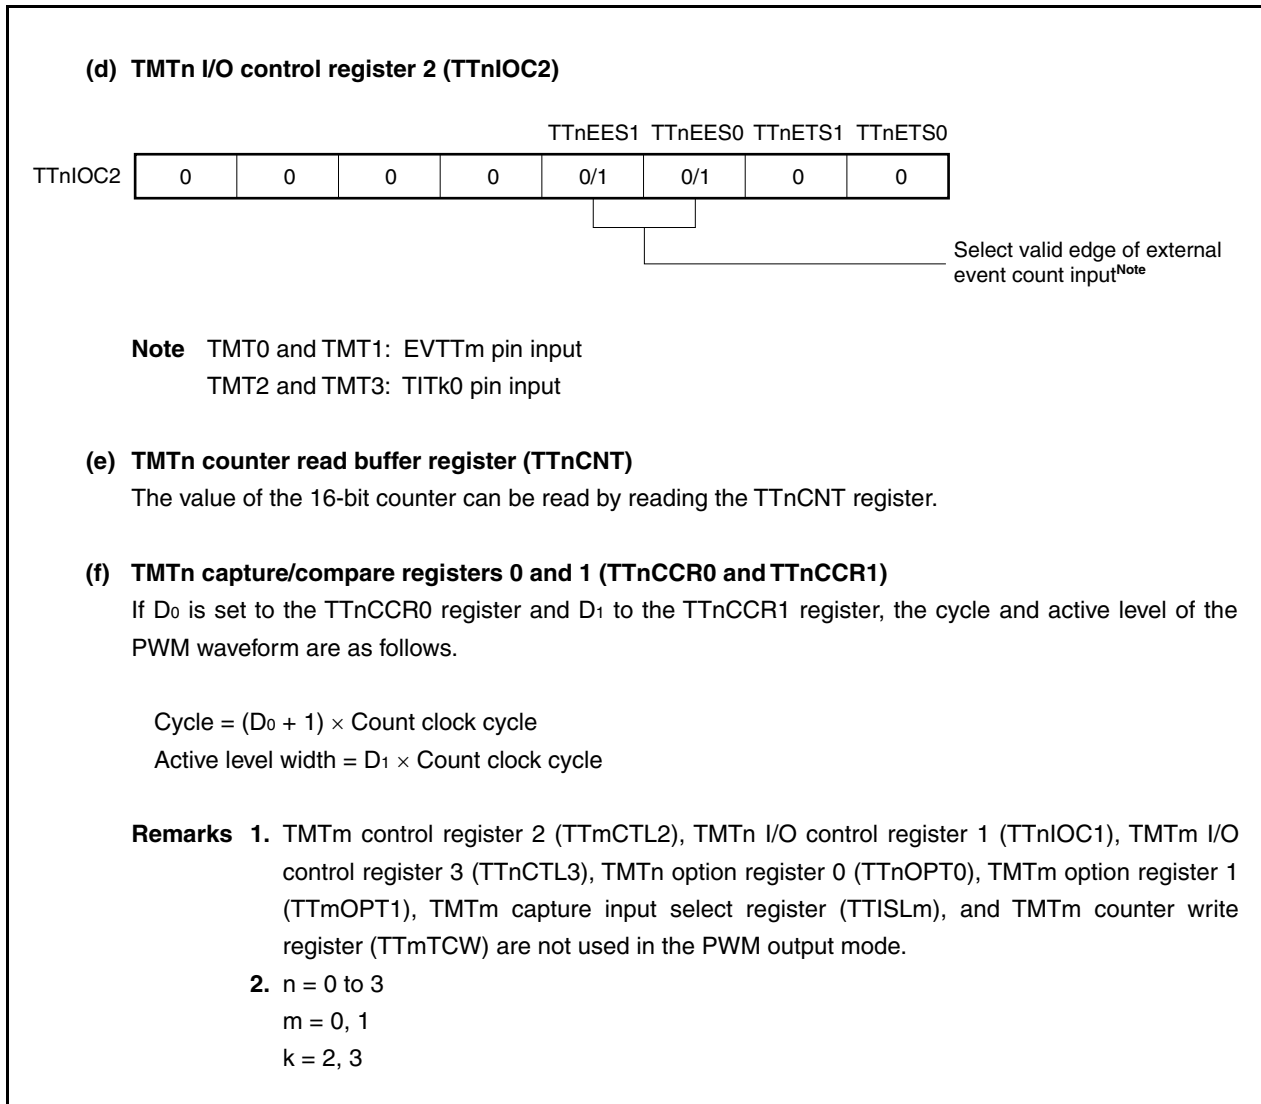 (d) TMTn I/O control register 2 (TTnIOC2)
TTnEES1 TTnEES0 TTnETS1 TTnETS0
TTnIOC2 0 0 0 0 0/1 0/1 0 0
Select valid edge of external
event count inputNote
Note TMT0 and TMT1: EVTTm pin input
TMT2 and TMT3: TITk0 pin input
(e) TMTn counter read buffer register (TTnCNT)
The value of the 16-bit counter can be read by reading the TTnCNT register.
(f) TMTn capture/compare registers 0 and 1 (TTnCCR0 and TTnCCR1)
If D0 is set to the TTnCCR0 register and D1 to the TTnCCR1 register, the cycle and active level of the
PWM waveform are as follows.
Cycle = (D0 + 1) × Count clock cycle
Active level width = D1 × Count clock cycle
Remarks 1. TMTm control register 2 (TTmCTL2), TMTn I/O control register 1 (TTnIOC1), TMTm I/O
control register 3 (TTnCTL3), TMTn option register 0 (TTnOPT0), TMTm option register 1
(TTmOPT1), TMTm capture input select register (TTISLm), and TMTm counter write
register (TTmTCW) are not used in the PWM output mode.
2. n = 0 to 3
m = 0, 1
k = 2, 3